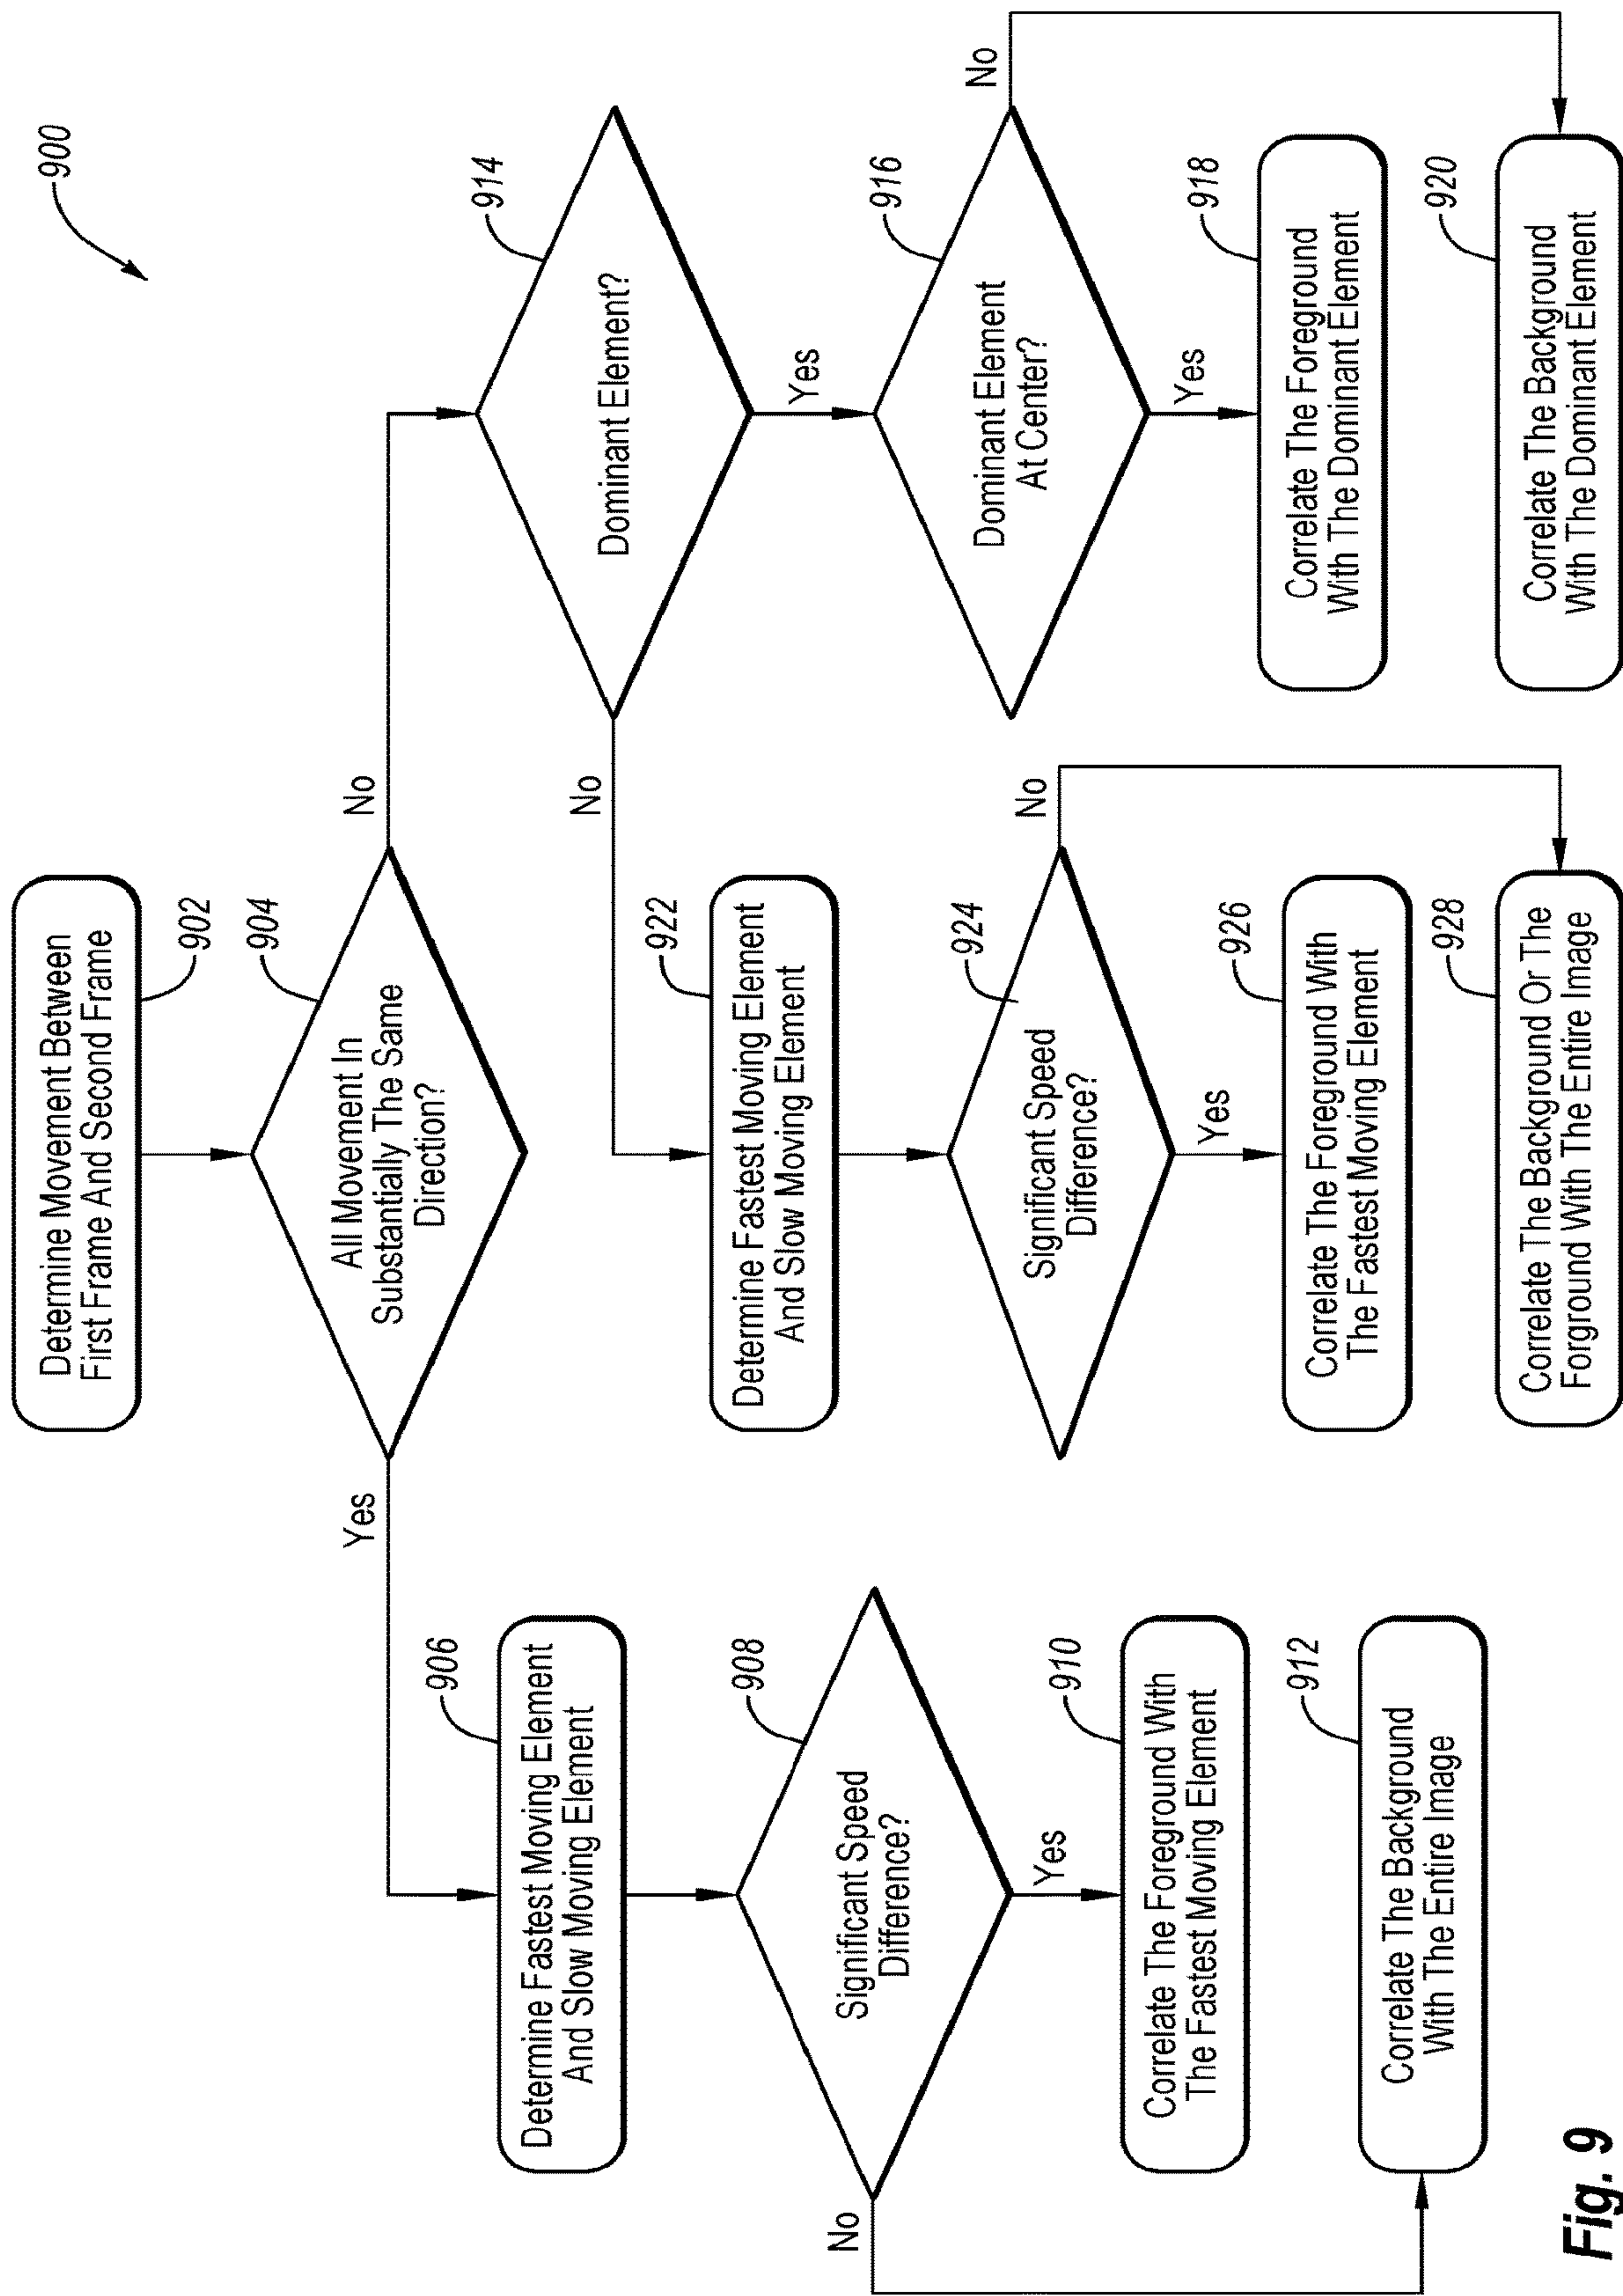 900
Determine Movement Between
First Frame And Second Frame
902
904
All Movement In
Substantially The Same
Direction?
Yes
No
906
Determine Fastest Moving Element
And Slow Moving Element
908
Significant Speed
Difference?
No
Yes
910
Correlate The Foreground With
The Fastest Moving Element
912
Correlate The Background
With The Entire Image
914
Dominant Element?
No
Yes
916
Dominant Element
At Center?
No
Yes
918
Correlate The Foreground
With The Dominant Element
920
Correlate The Background
With The Dominant Element
922
Determine Fastest Moving Element
And Slow Moving Element
924
Significant Speed
Difference?
No
Yes
926
Correlate The Foreground With
The Fastest Moving Element
928
Correlate The Background Or The
Forground With The Entire Image
Fig. 9